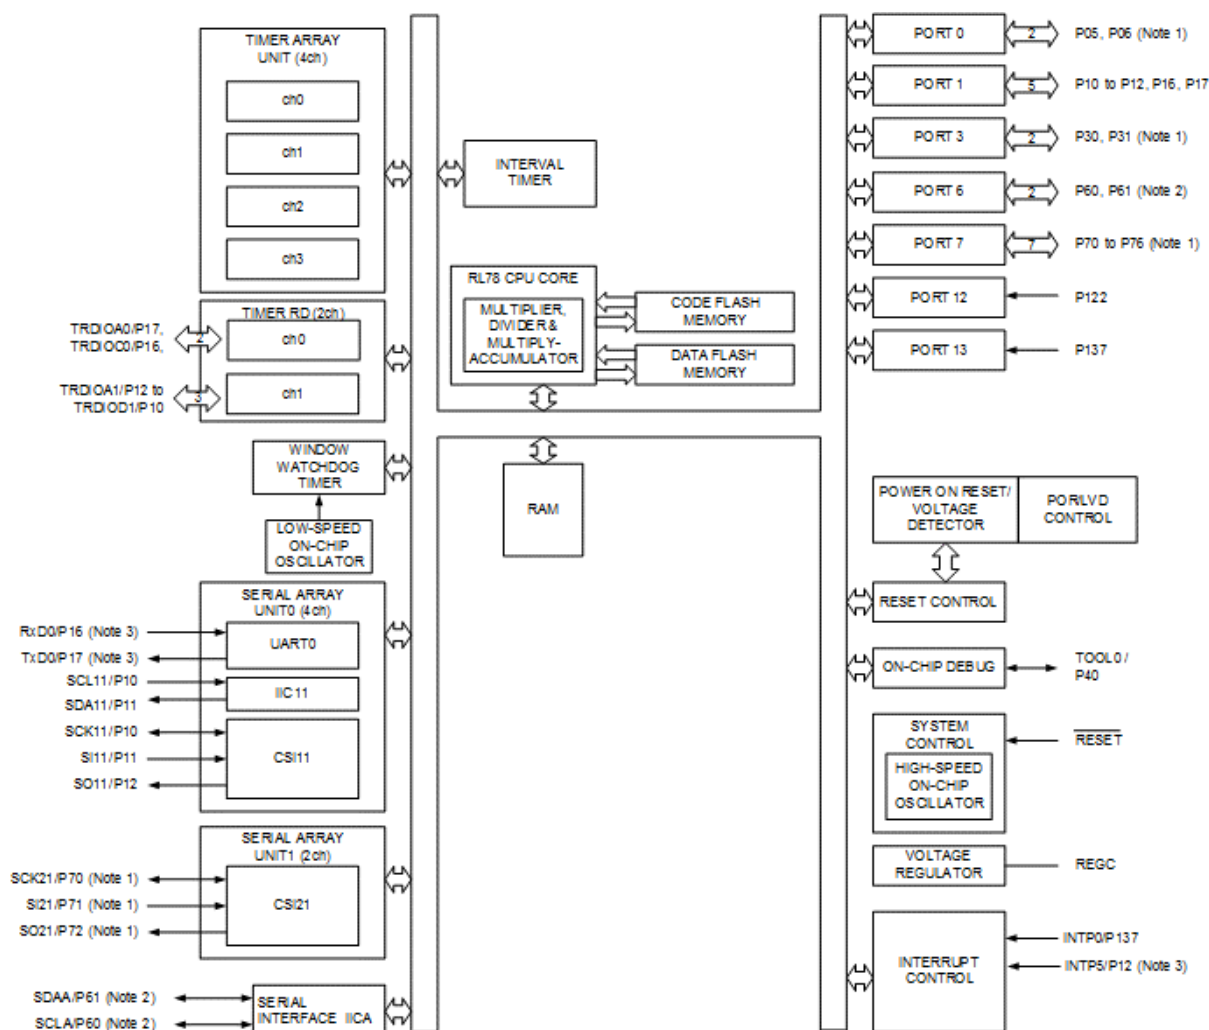 TIMER ARRAY
UNIT (4ch)
ch0
ch1
ch2
ch3
TIMER RD (2ch)
TRDIOA0/P17,
TRDIOC0/P16,
2
ch0
TRDIOA1/P12 to
TRDIOD1/P10
3
ch1
WINDOW
WATCHDOG
TIMER
LOW-SPEED
ON-CHIP
OSCILLATOR
SERIAL ARRAY
UNIT0 (4ch)
RxD0/P16 (Note 3)
TxD0/P17 (Note 3)
UART0
SCL11/P10
SDA11/P11
IIC11
SCK11/P10
SI11/P11
SO11/P12
CSI11
SERIAL ARRAY
UNIT1 (2ch)
SCK21/P70 (Note 1)
SI21/P71 (Note 1)
SO21/P72 (Note 1)
CSI21
SDAA/P61 (Note 2)
SCLA/P60 (Note 2)
SERIAL
INTERFACE IICA
INTERVAL
TIMER
RL78 CPU CORE
MULTIPLIER,
DIVIDER &
MULTIPLY-
ACCUMULATOR
CODE FLASH
MEMORY
DATA FLASH
MEMORY
RAM
PORT 0
2
P05, P06 (Note 1)
PORT 1
5
P10 to P12, P16, P17
PORT 3
2
P30, P31 (Note 1)
PORT 6
2
P60, P61 (Note 2)
PORT 7
7
P70 to P76 (Note 1)
PORT 12
P122
PORT 13
P137
POWER ON RESET/
VOLTAGE
DETECTOR
POR/LVD
CONTROL
RESET CONTROL
ON-CHIP DEBUG
TOOL0 /
P40
SYSTEM
CONTROL
RESET
HIGH-SPEED
ON-CHIP
OSCILLATOR
VOLTAGE
REGULATOR
REGC
INTERRUPT
CONTROL
INTP0/P137
INTP5/P12 (Note 3)